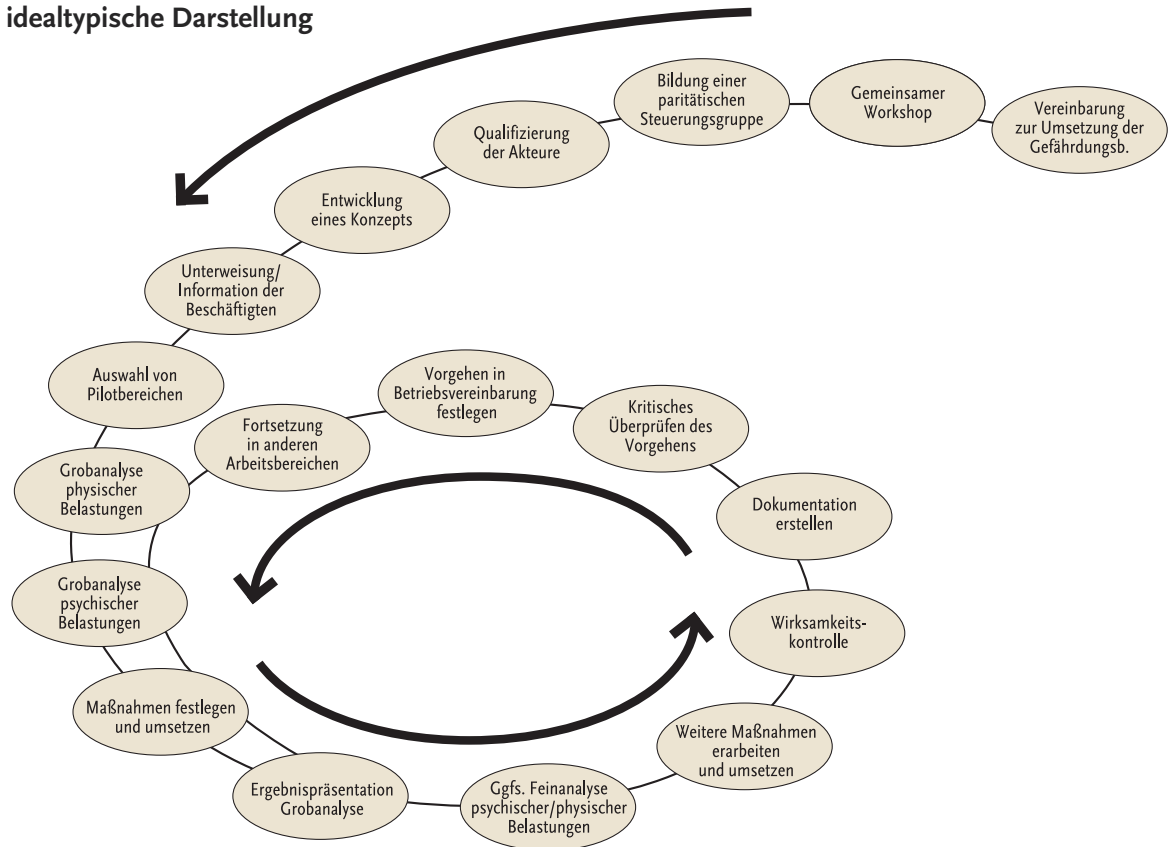 idealtypische Darstellung
Vereinbarung
zur Umsetzung der
Gefährdungsb.
Gemeinsamer
Workshop
Bildung einer
paritätischen
Steuerungsgruppe
Qualifizierung
der Akteure
Entwicklung
eines Konzepts
Unterweisung/
Information der
Beschäftigten
Auswahl von
Pilotbereichen
Grobanalyse
physischer
Belastungen
Grobanalyse
psychischer
Belastungen
Maßnahmen festlegen
und umsetzen
Ergebnispräsentation
Grobanalyse
Ggfs. Feinanalyse
psychischer/physischer
Belastungen
Weitere Maßnahmen
erarbeiten
und umsetzen
Wirksamkeits-
kontrolle
Dokumentation
erstellen
Kritisches
Überprüfen des
Vorgehens
Vorgehen in
Betriebsvereinbarung
festlegen
Fortsetzung
in anderen
Arbeitsbereichen